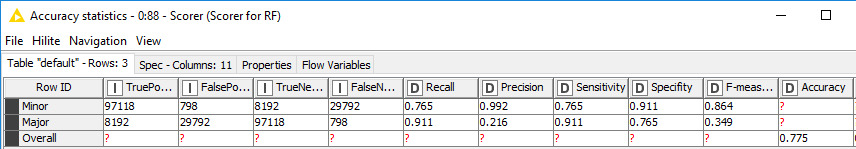 Accuracy statistics - 0:88 - Scorer (Scorer for RF)
File Hilite Navigation View
Table "default" - Rows: 3 Spec - Columns: 11 Properties Flow Variables
Row ID I TruePo... I FalsePo... I TrueNe... I FalseN... D Recall D Precision D Sensitivity D Specifity D F-meas... D Accuracy
Minor 97118 798 8192 29792 0.765 0.992 0.765 0.911 0.864 ?
Major 8192 29792 97118 798 0.911 0.216 0.911 0.765 0.349 ?
Overall ? ? ? ? ? ? ? ? ? 0.775